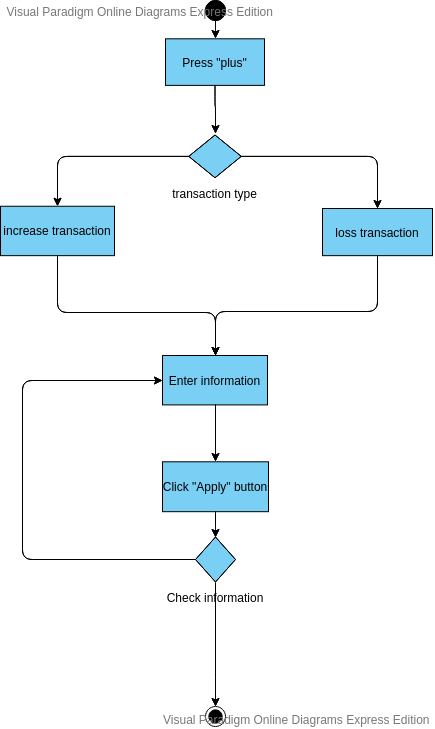 Visual Paradigm Online Diagrams Express Edition
Press "plus"
transaction type
increase transaction
loss transaction
Enter information
Click "Apply" button
Check information
Visual Paradigm Online Diagrams Express Edition